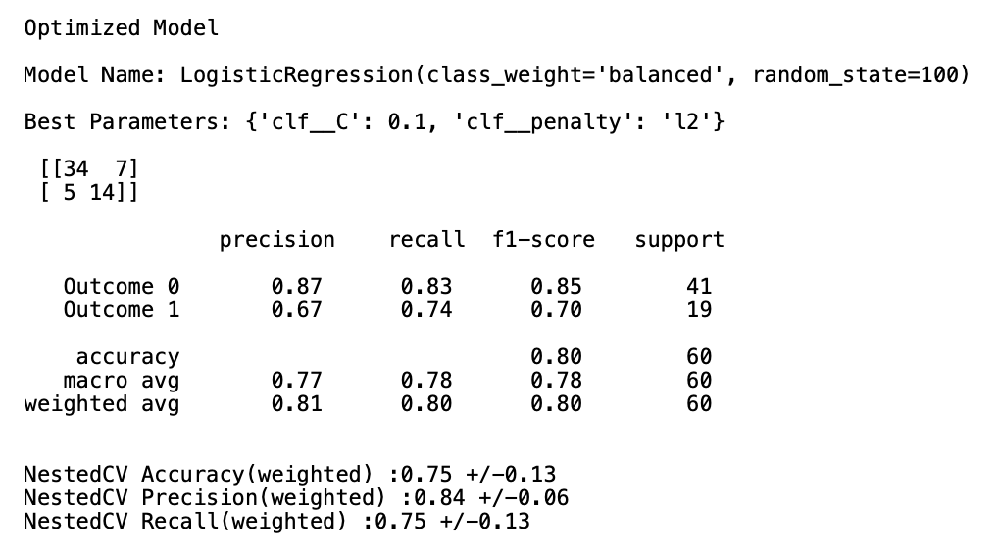 Optimized Model
Model Name: LogisticRegression(class_weight='balanced', random_state=100)
Best Parameters: {'clf__C': 0.1, 'clf__penalty': 'l2'}
[[34  7]
[ 5 14]]
precision    recall  f1-score   support
Outcome 0       0.87      0.83      0.85        41
Outcome 1       0.67      0.74      0.70        19
accuracy                           0.80        60
macro avg       0.77      0.78      0.78        60
weighted avg       0.81      0.80      0.80        60
NestedCV Accuracy(weighted) :0.75 +/-0.13
NestedCV Precision(weighted) :0.84 +/-0.06
NestedCV Recall(weighted) :0.75 +/-0.13